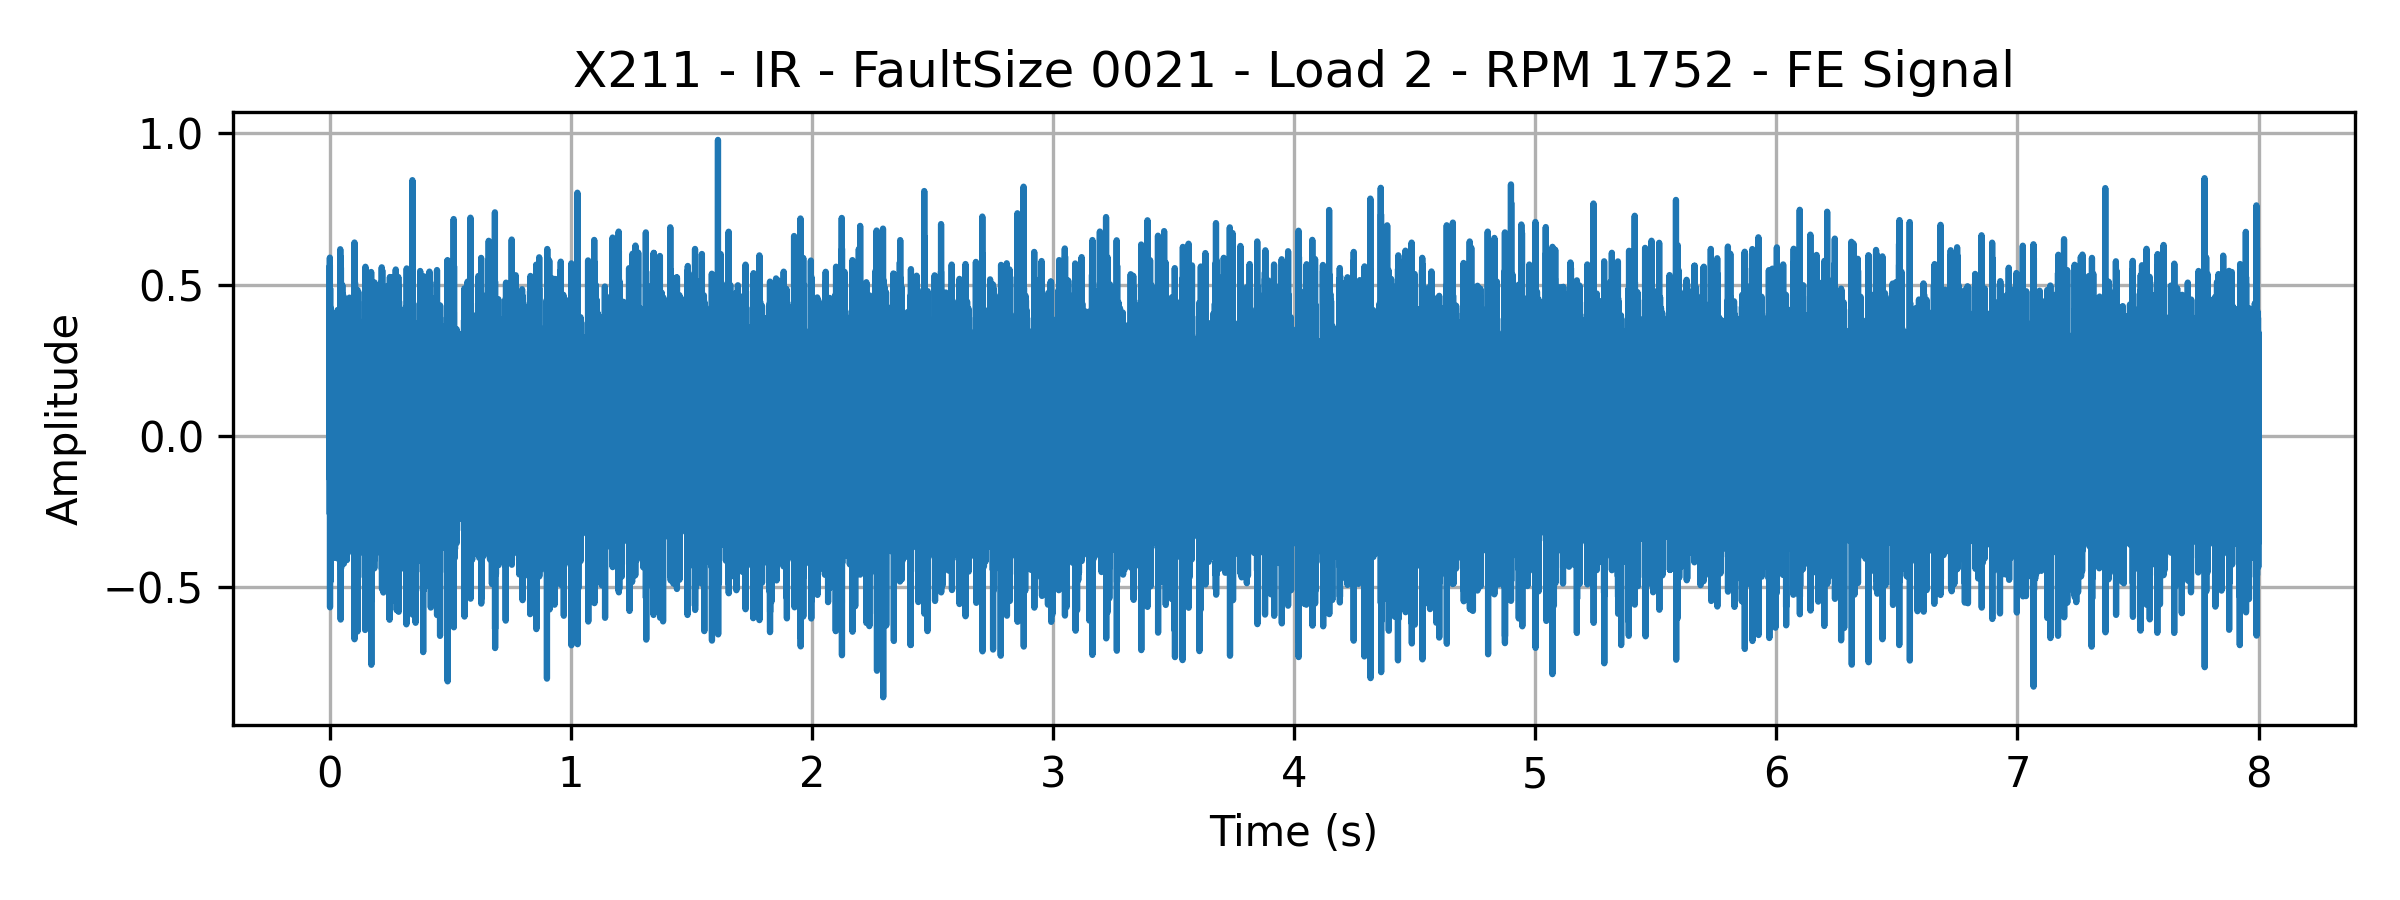 X211 - IR - FaultSize 0021 - Load 2 - RPM 1752 - FE Signal
1.0
0.5
0.0
−0.5
Amplitude
0 1 2 3 4 5 6 7 8
Time (s)